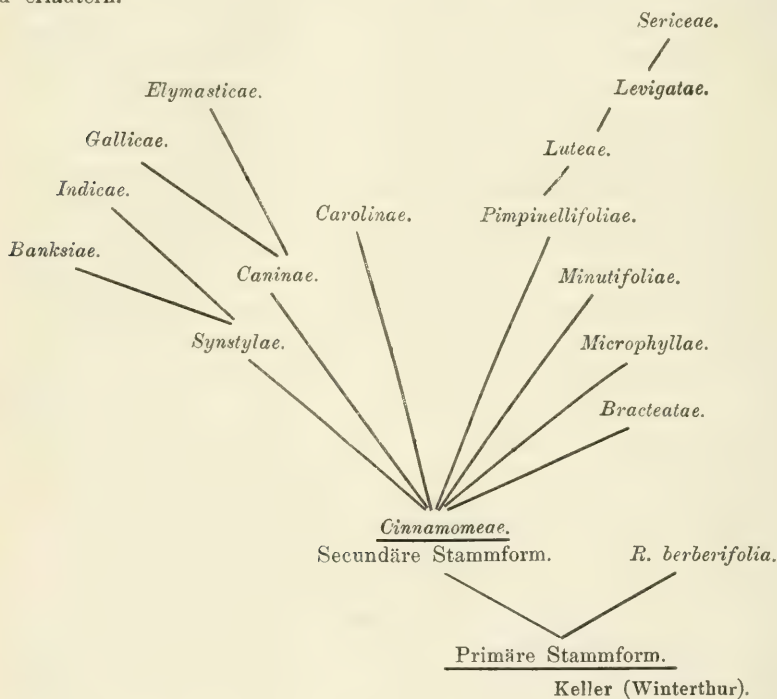 erläutern.
Sericeae.
Elymasticae.
Levigatae.
Gallicae.
Luteae.
Indicae.
Carolinae.
Pimpinellifoliae.
Banksiae.
Caninae.
Minutifoliae.
Synstylae.
Microphyllae.
Bracteatae.
Cinnamomeae.
Secundäre Stammform.
R. berberifolia.
Primäre Stammform.
Keller (Winterthur).